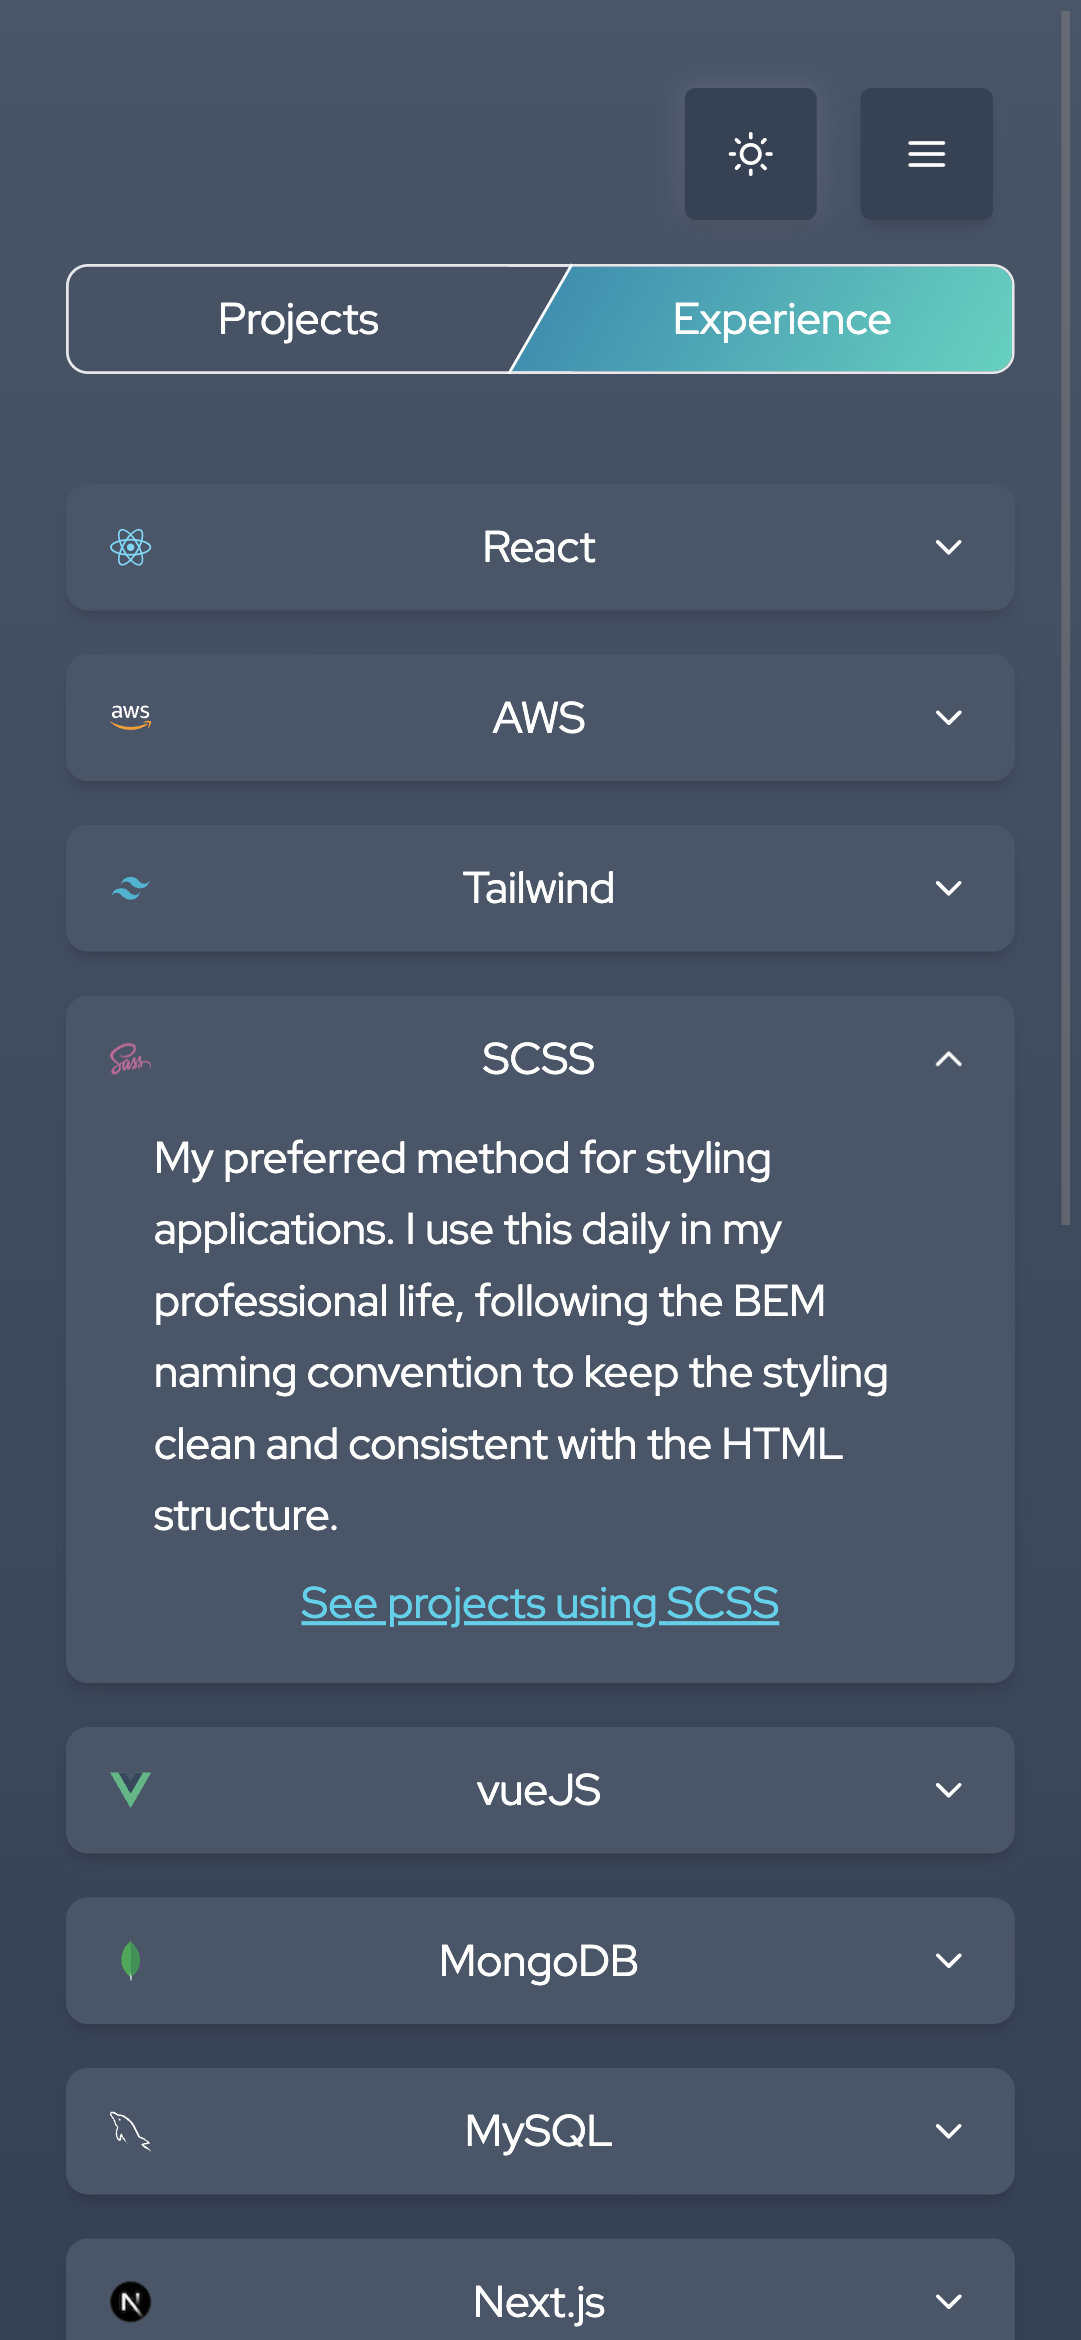 Projects
Experience
React
aws
AWS
Tailwind
Sass
SCSS
My preferred method for styling
applications. I use this daily in my
professional life, following the BEM
naming convention to keep the styling
clean and consistent with the HTML
structure.
See projects using SCSS
vueJS
MongoDB
MySQL
N
Next.js